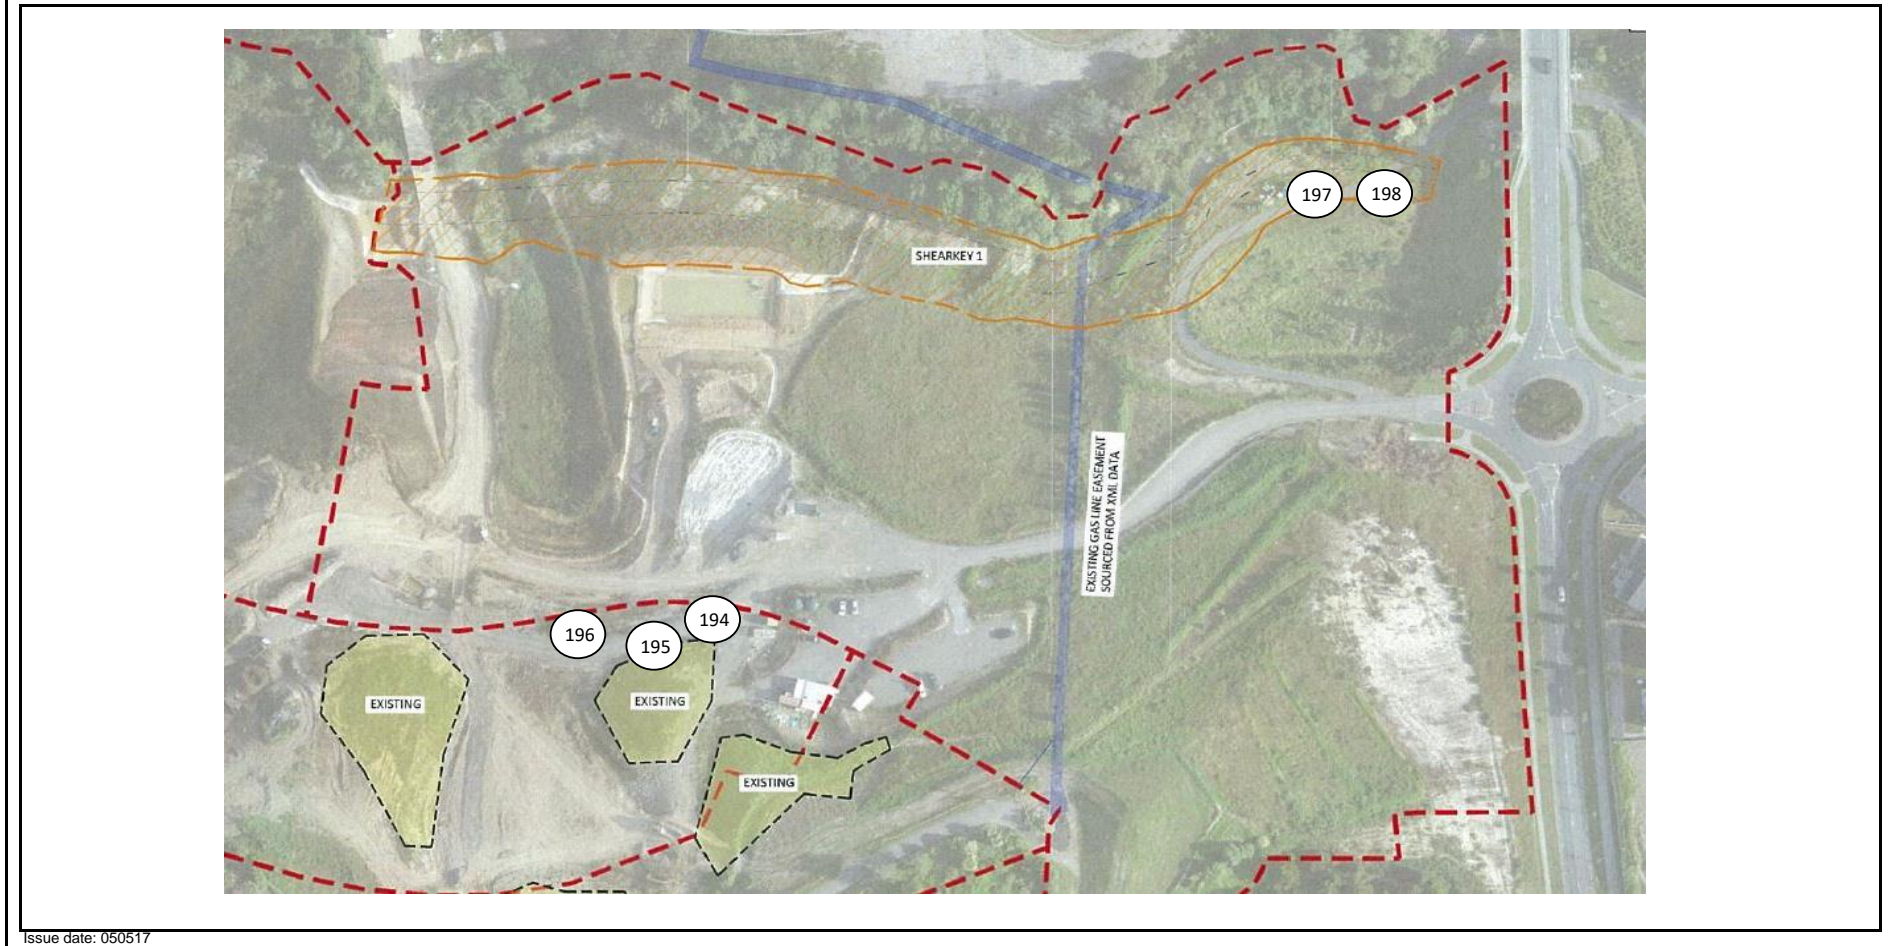 197
198
SHEARKEY 1
EXISTING GAS LINE EASEMENT
SOURCED FROM XML DATA
194
196
195
EXISTING
EXISTING
EXISTING
Issue date: 050517